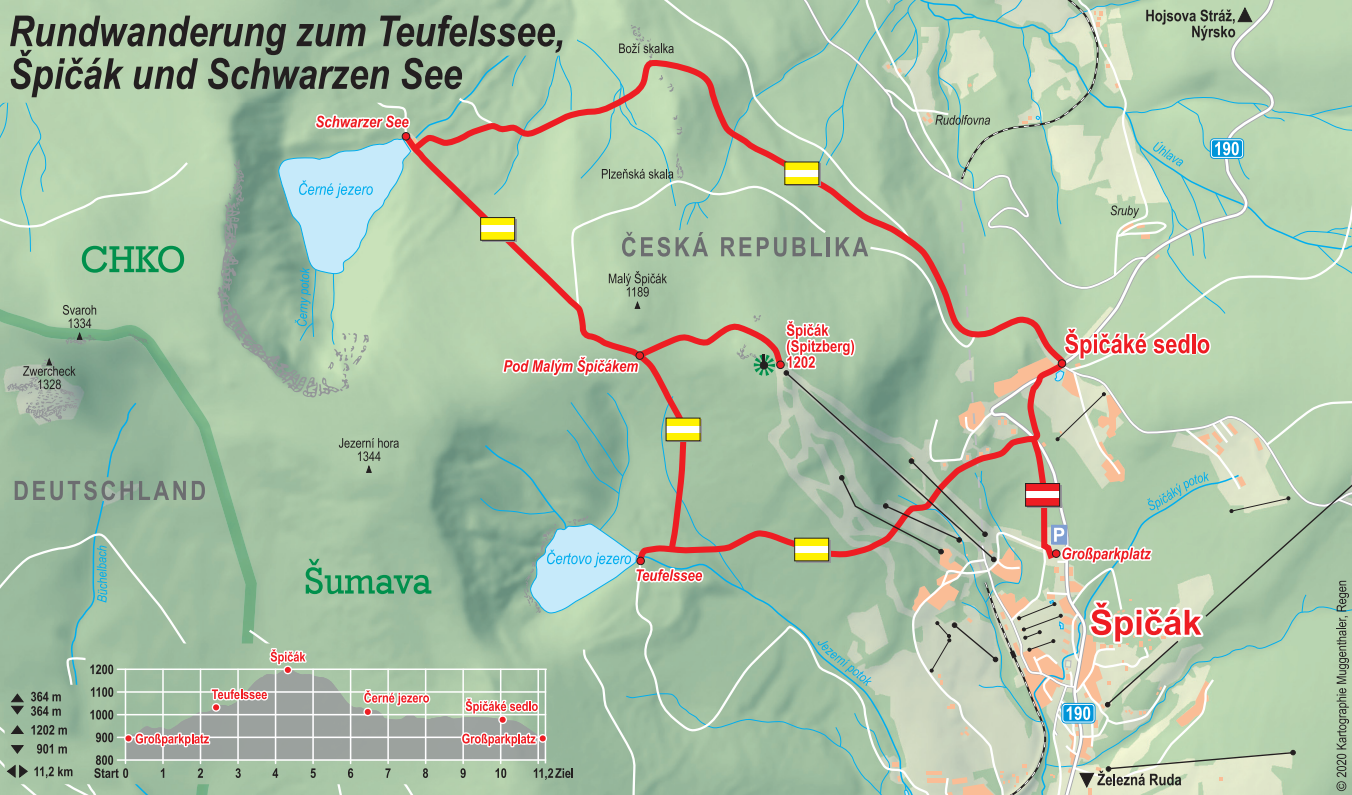 Rundwanderung zum Teufelssee,
Špičák und Schwarzen See
Hojsova Stráž,
Nýrsko
Boží skalka
Schwarzer See
Rudolfovna
190
Úhlava
Plzeňská skala
Černé jezero
Sruby
ČESKÁ REPUBLIKA
CHKO
Malý Špičák
1189
Černý potok
Svaroh
1334
Špičák
(Spitzberg)
1202
Špičáké sedlo
Pod Malým Špičákem
Zwercheck
1328
Jezerní hora
1344
DEUTSCHLAND
Špičáký potok
P
Großparkplatz
Čertovo jezero
Teufelssee
Büchelbach
Šumava
Špičák
Jezerní potok
190
Železná Ruda
© 2020 Kartographie Muggenthaler, Regen
364 m
364 m
1202 m
901 m
11,2 km
1200
1100
1000
900
800
Špičák
Teufelssee
Černé jezero
Špičáké sedlo
Großparkplatz
Großparkplatz
Start 0 1 2 3 4 5 6 7 8 9 10 11,2 Ziel